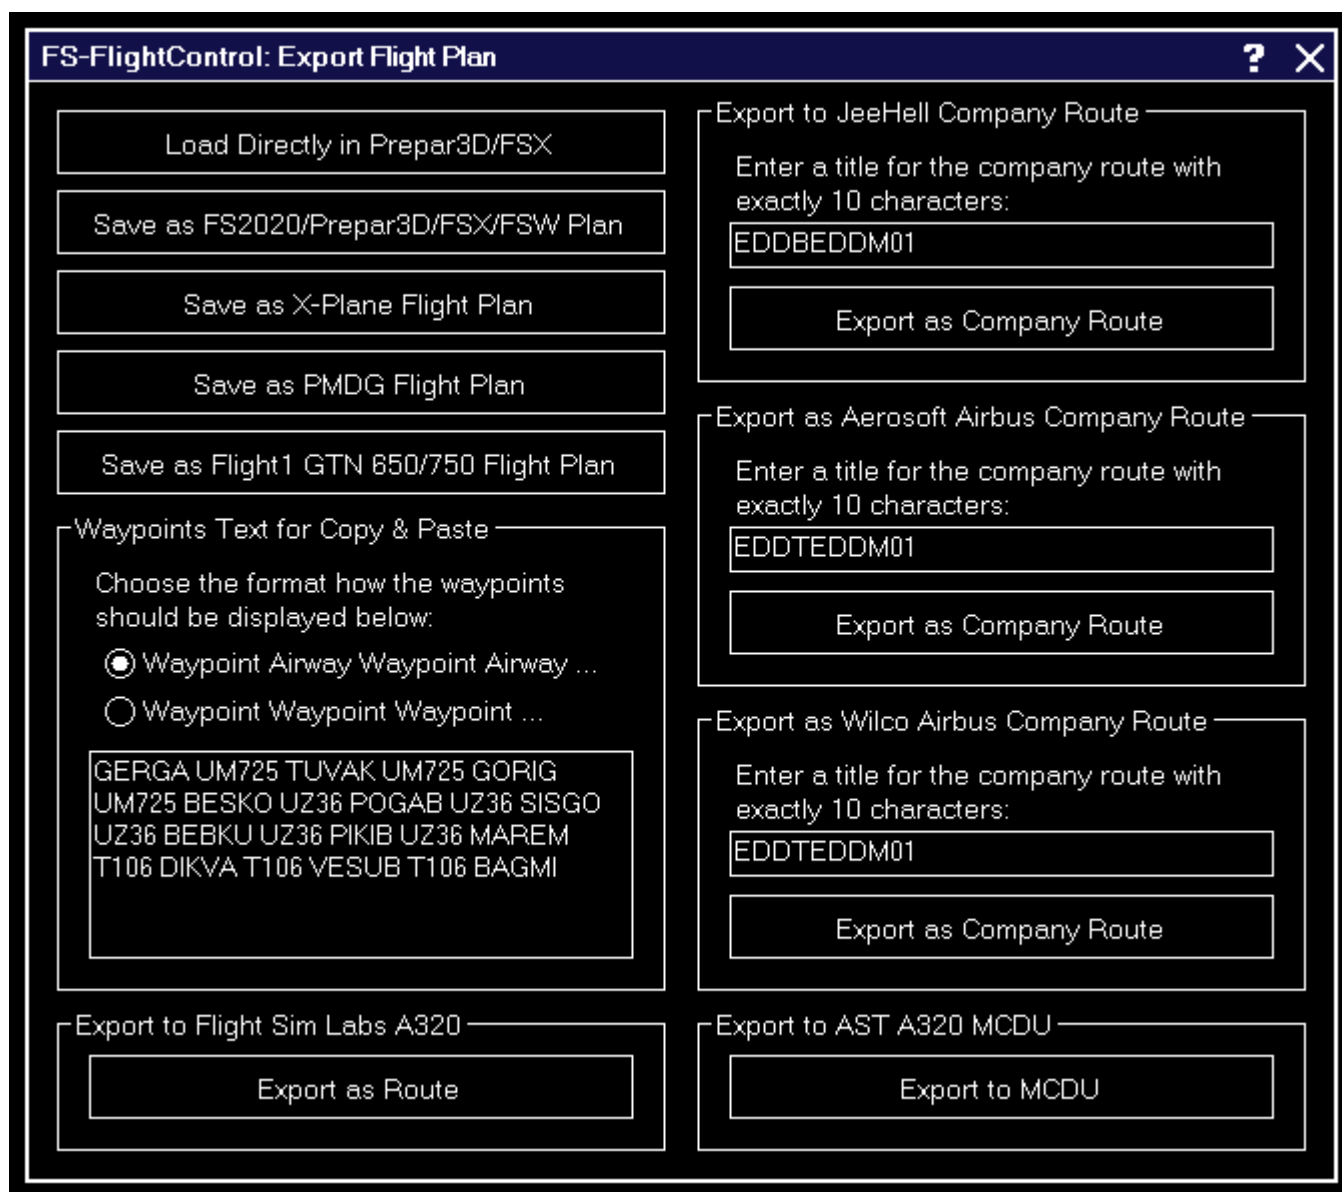 FS-FlightControl: Export Flight Plan
?
Load Directly in Prepar3D/FSX
Save as FS2020/Prepar3D/FSX/FSW Plan
Save as X-Plane Flight Plan
Save as PMDG Flight Plan
Save as Flight1 GTN 650/750 Flight Plan
Waypoints Text for Copy & Paste
Choose the format how the waypoints
should be displayed below:
Waypoint Airway Waypoint Airway ...
Waypoint Waypoint Waypoint ...
GERGA UM725 TUVAK UM725 GORIG
UM725 BESKO UZ36 POGAB UZ36 SISGO
UZ36 BEBKU UZ36 PIKIB UZ36 MAREM
T106 DIKVA T106 VESUB T106 BAGMI
Export to Flight Sim Labs A320
Export as Route
Export to JeeHell Company Route
Enter a title for the company route with
exactly 10 characters:
EDDBEDDM01
Export as Company Route
Export as Aerosoft Airbus Company Route
Enter a title for the company route with
exactly 10 characters:
EDDTEDDM01
Export as Company Route
Export as Wilco Airbus Company Route
Enter a title for the company route with
exactly 10 characters:
EDDTEDDM01
Export as Company Route
Export to AST A320 MCDU
Export to MCDU